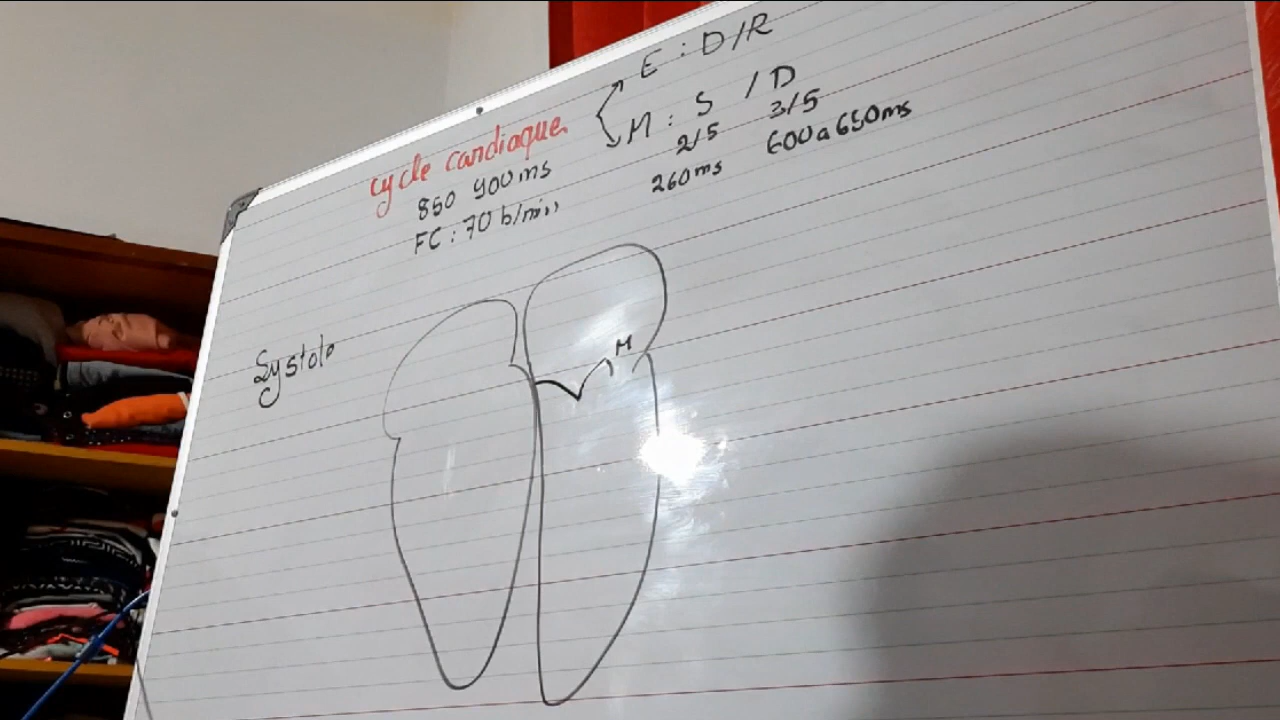 cycle cardiaque
850 900ms
FC : 70 b/min
E : D/R
M : S / D
2/5 3/5
260ms 600 a 650ms
Systole
M